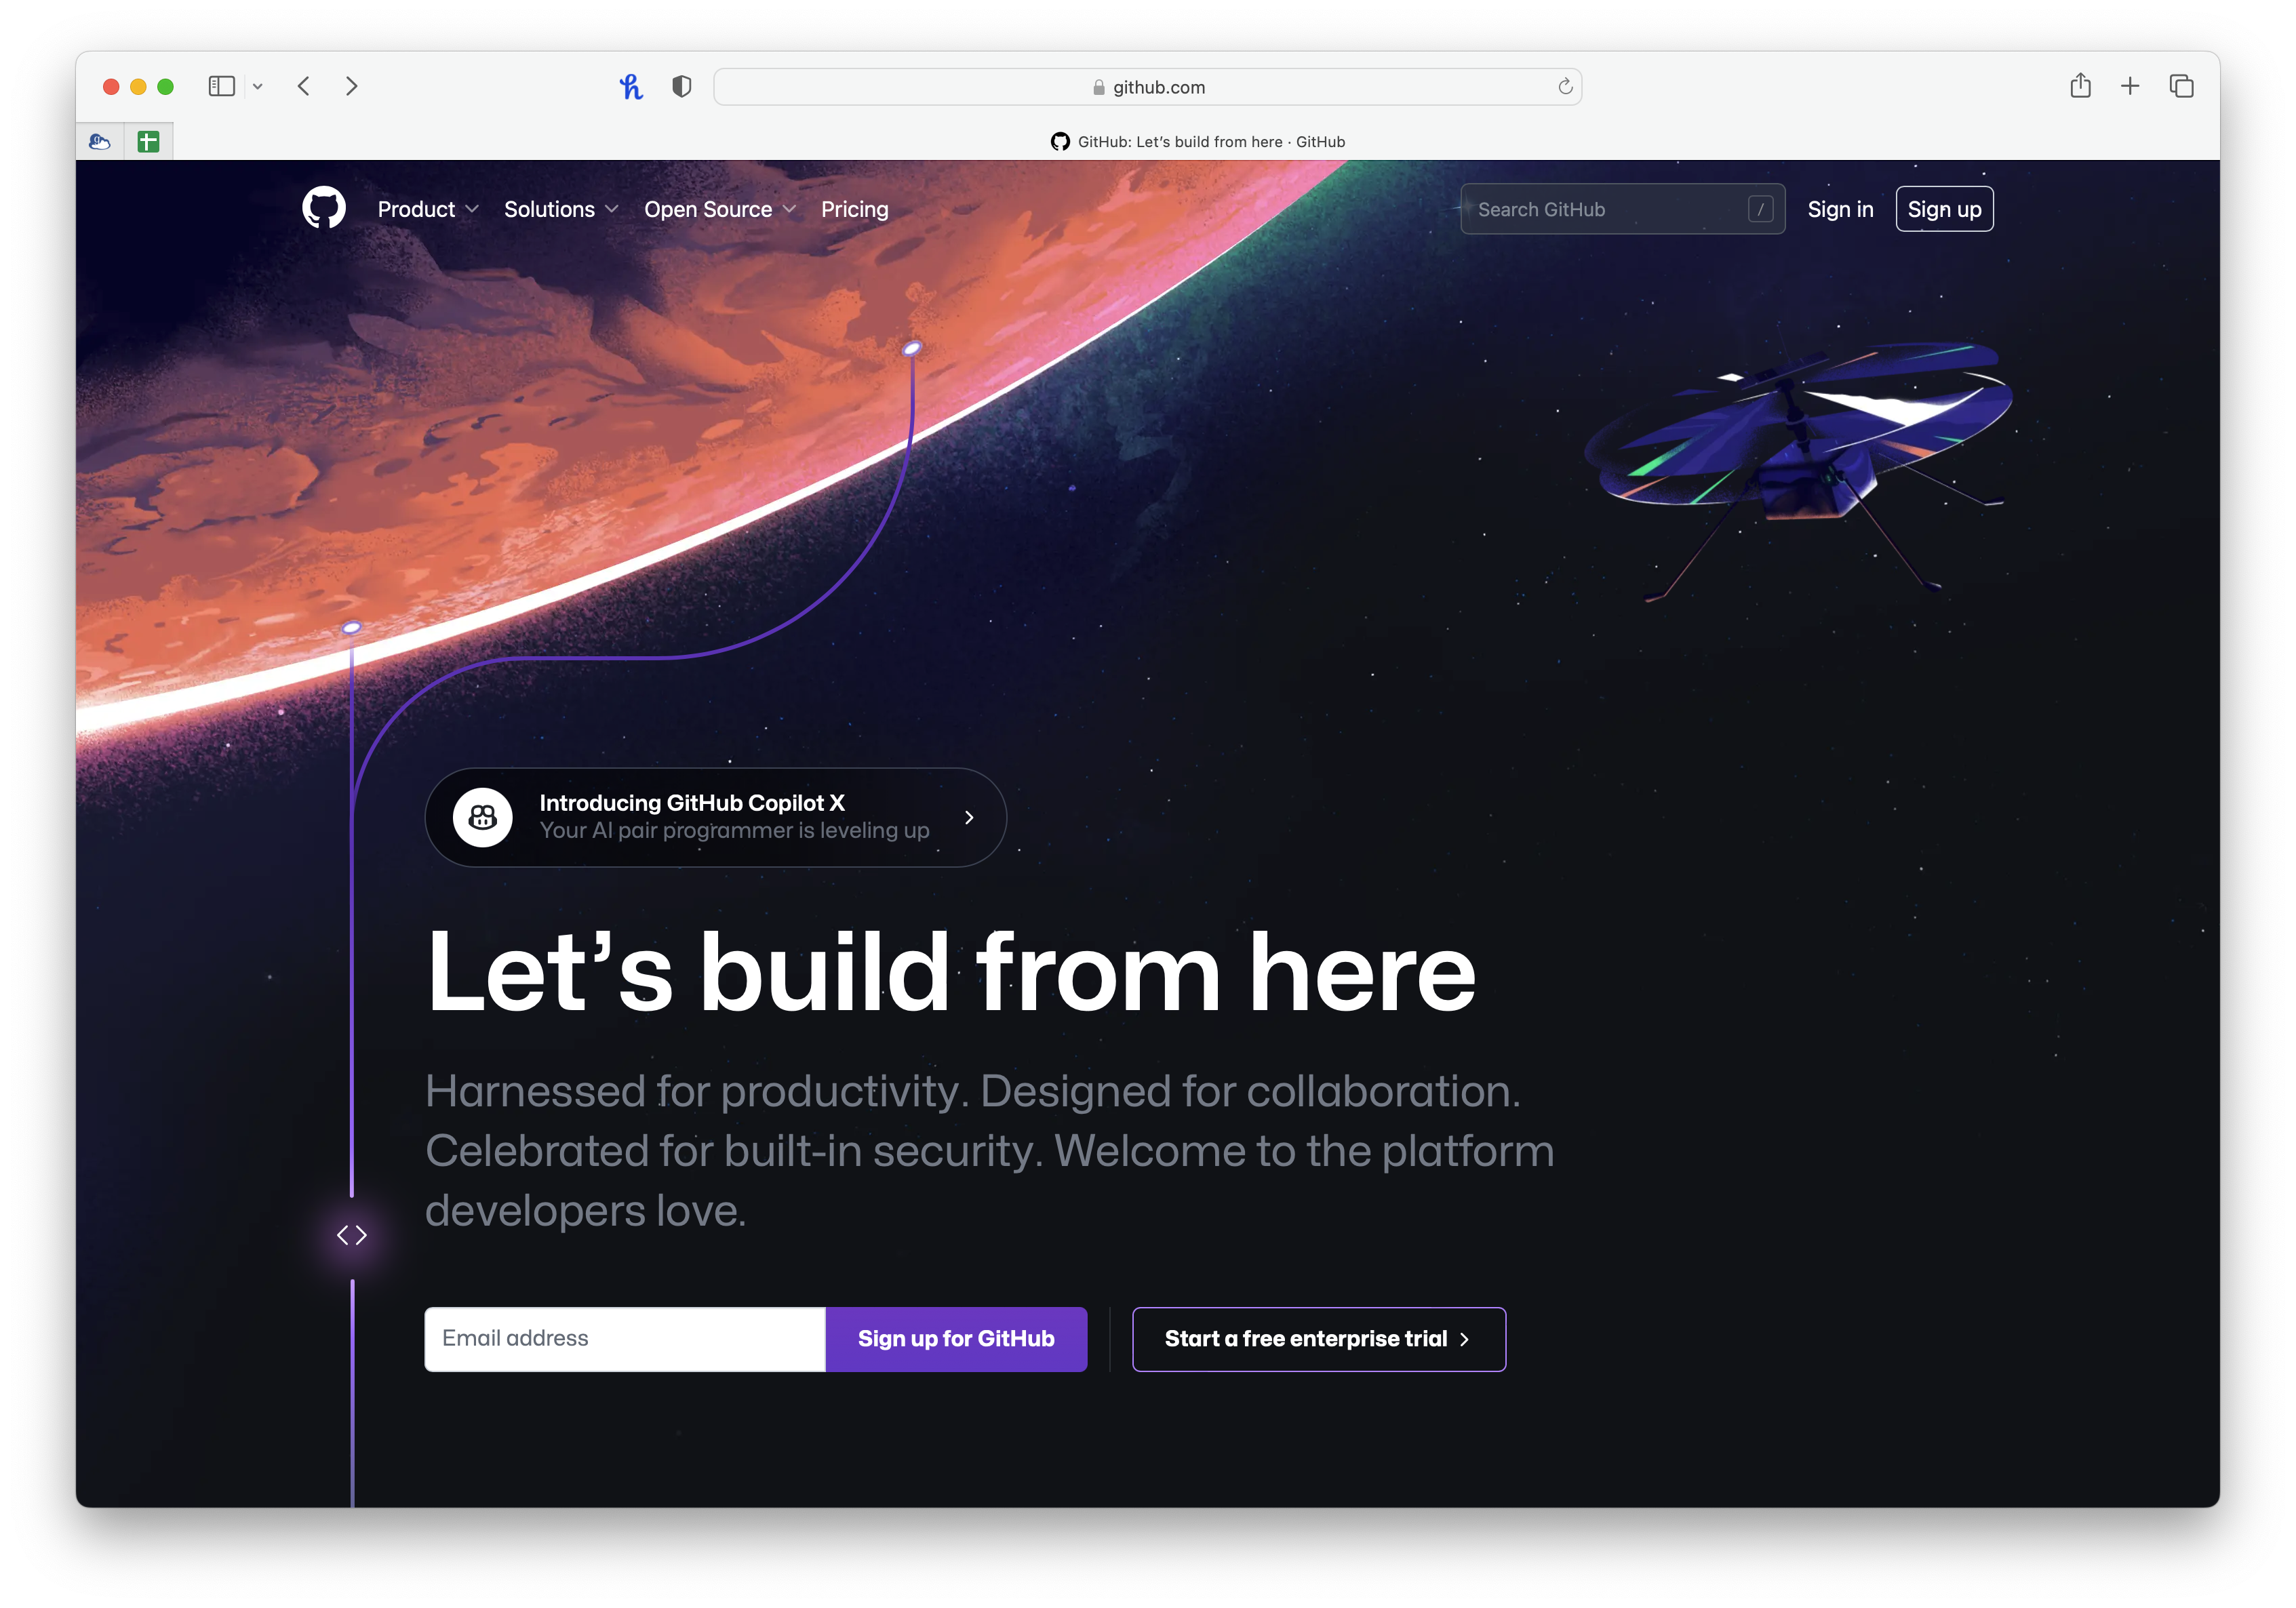 github.com
GitHub: Let’s build from here · GitHub
Product
Solutions
Open Source
Pricing
Search GitHub /
Sign in
Sign up
Introducing GitHub Copilot X
Your AI pair programmer is leveling up
Let’s build from here
Harnessed for productivity. Designed for collaboration.
Celebrated for built-in security. Welcome to the platform
developers love.
Email address
Sign up for GitHub
Start a free enterprise trial